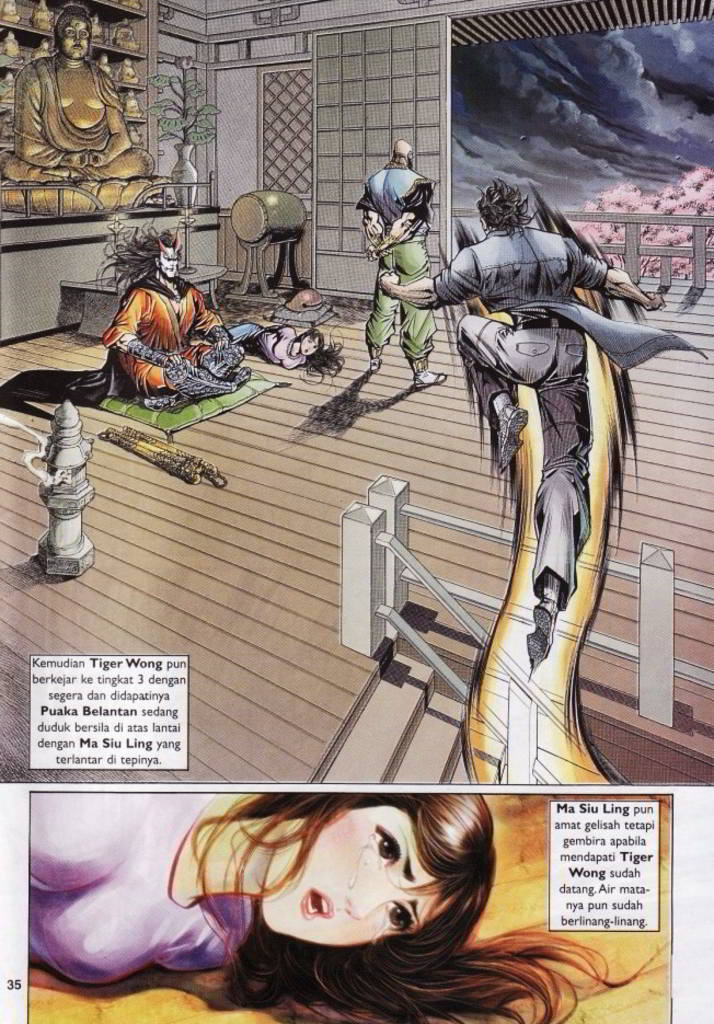 Kemudian Tiger Wong pun
berkejar ke tingkat 3 dengan
segera dan didapatinya
Puaka Belantan sedang
duduk bersila di atas lantai
dengan Ma Siu Ling yang
terlantar di tepinya.
Ma Siu Ling pun
amat gelisah tetapi
gembira apabila
mendapati Tiger
Wong sudah
datang. Air mata-
nya pun sudah
berlinang-linang.
35